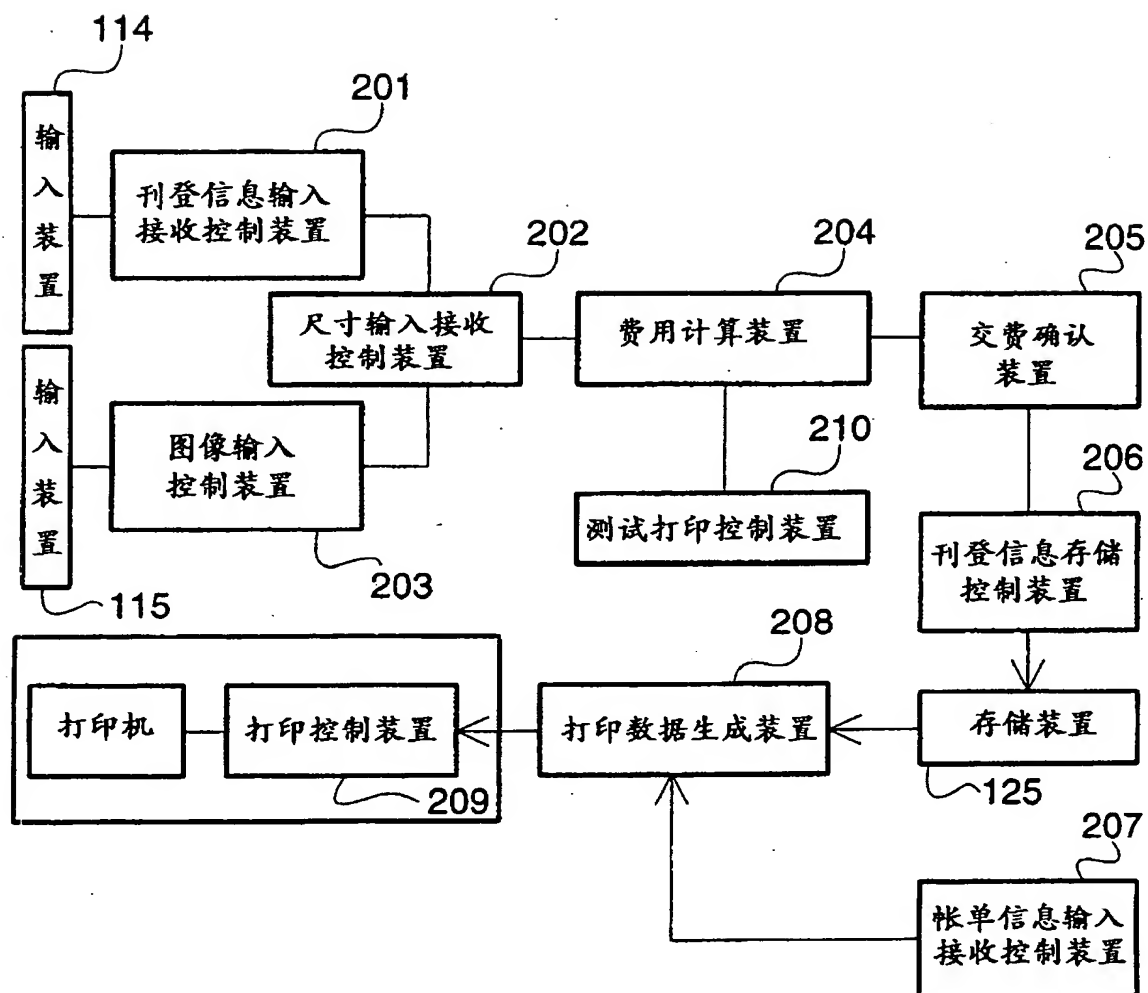 114
输入装置
201
刊登信息输入
接收控制装置
202
尺寸输入接收
控制装置
204
费用计算装置
205
交费确认
装置
输入装置
115
图像输入
控制装置
203
210
测试打印控制装置
206
刊登信息存储
控制装置
打印机
打印控制装置
209
208
打印数据生成装置
存储装置
125
207
帐单信息输入
接收控制装置